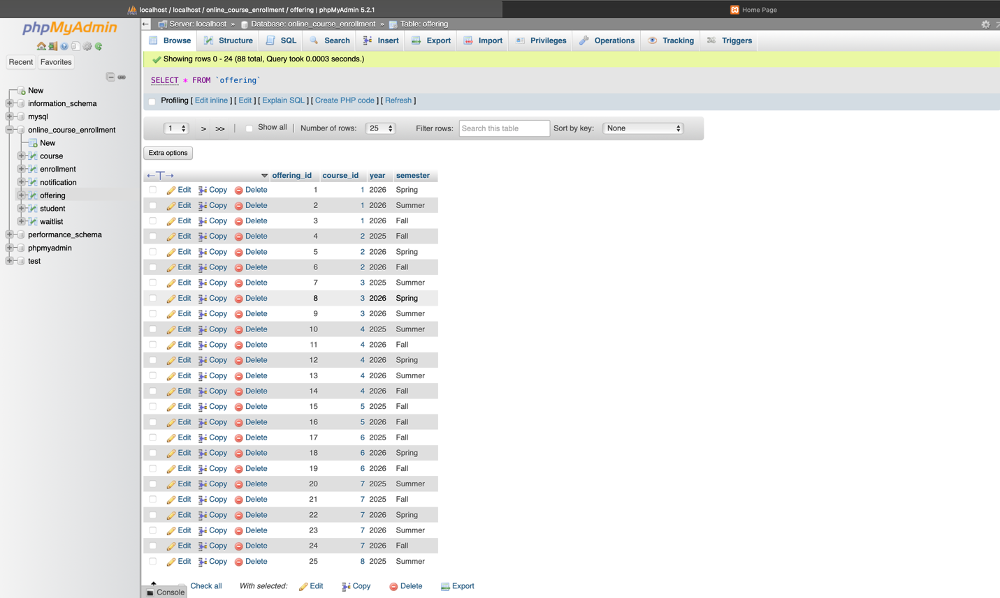 localhost / localhost / online_course_enrollment / offering | phpMyAdmin 5.2.1
Home Page
phpMyAdmin
Recent Favorites
New
information_schema
mysql
online_course_enrollment
New
course
enrollment
notification
offering
student
waitlist
performance_schema
phpmyadmin
test
Server: localhost » Database: online_course_enrollment » Table: offering
Browse Structure SQL Search Insert Export Import Privileges Operations Tracking Triggers
Showing rows 0 - 24 (88 total, Query took 0.0003 seconds.)
SELECT * FROM `offering`
Profiling [ Edit inline ] [ Edit ] [ Explain SQL ] [ Create PHP code ] [ Refresh ]
1 > >> | Show all | Number of rows: 25 Filter rows: Search this table Sort by key: None
Extra options
←T→ offering_id course_id year semester
Edit Copy Delete 1 1 2026 Spring
Edit Copy Delete 2 1 2026 Summer
Edit Copy Delete 3 1 2026 Fall
Edit Copy Delete 4 2 2025 Fall
Edit Copy Delete 5 2 2026 Spring
Edit Copy Delete 6 2 2026 Fall
Edit Copy Delete 7 3 2025 Summer
Edit Copy Delete 8 3 2026 Spring
Edit Copy Delete 9 3 2026 Summer
Edit Copy Delete 10 4 2025 Summer
Edit Copy Delete 11 4 2026 Fall
Edit Copy Delete 12 4 2026 Spring
Edit Copy Delete 13 4 2026 Summer
Edit Copy Delete 14 4 2026 Fall
Edit Copy Delete 15 5 2025 Fall
Edit Copy Delete 16 5 2026 Fall
Edit Copy Delete 17 6 2025 Fall
Edit Copy Delete 18 6 2026 Spring
Edit Copy Delete 19 6 2026 Fall
Edit Copy Delete 20 7 2025 Summer
Edit Copy Delete 21 7 2025 Fall
Edit Copy Delete 22 7 2026 Spring
Edit Copy Delete 23 7 2026 Summer
Edit Copy Delete 24 7 2026 Fall
Edit Copy Delete 25 8 2025 Summer
Check all With selected: Edit Copy Delete Export
Console